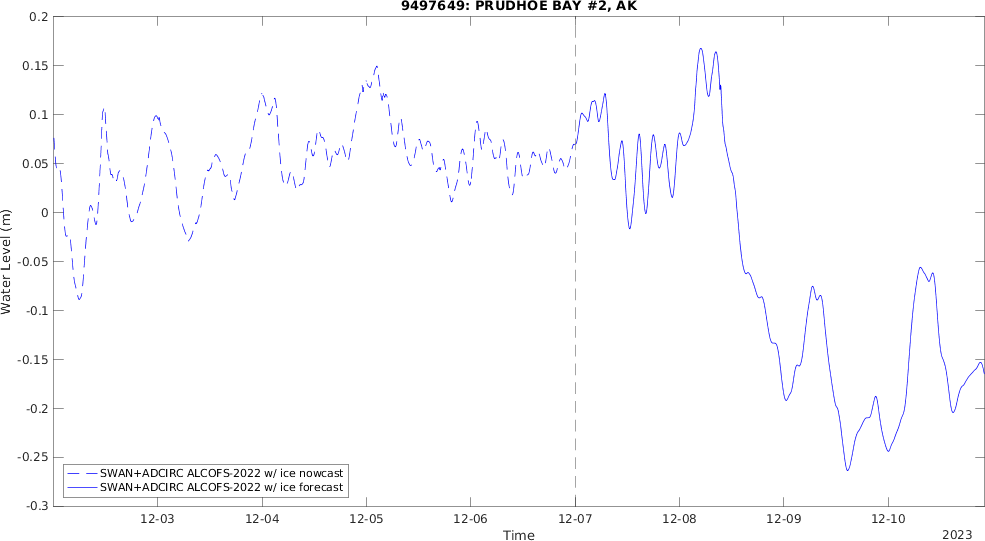 9497649: PRUDHOE BAY #2, AK
0.2
0.15
0.1
0.05
0
-0.05
-0.1
-0.15
-0.2
-0.25
-0.3
Water Level (m)
SWAN+ADCIRC ALCOFS-2022 w/ ice nowcast
SWAN+ADCIRC ALCOFS-2022 w/ ice forecast
12-03 12-04 12-05 12-06 12-07 12-08 12-09 12-10
Time
2023